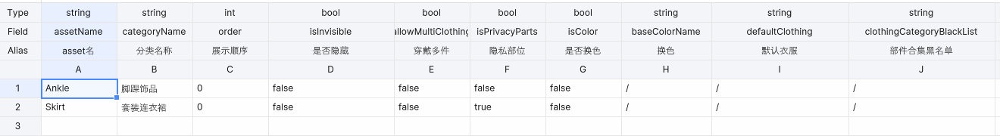 Type string string int bool bool bool bool string string string
Field assetName categoryName order isInvisible allowMultiClothing isPrivacyParts isColor baseColorName defaultClothing clothingCategoryBlackList
Alias asset名 分类名称 展示顺序 是否隐藏 穿戴多件 隐私部位 是否换色 换色 默认衣服 部件合集黑名单
A B C D E F G H I J
1 Ankle 脚踝饰品 0 false false false false / / /
2 Skirt 套装连衣裙 0 false false true false / / /
3